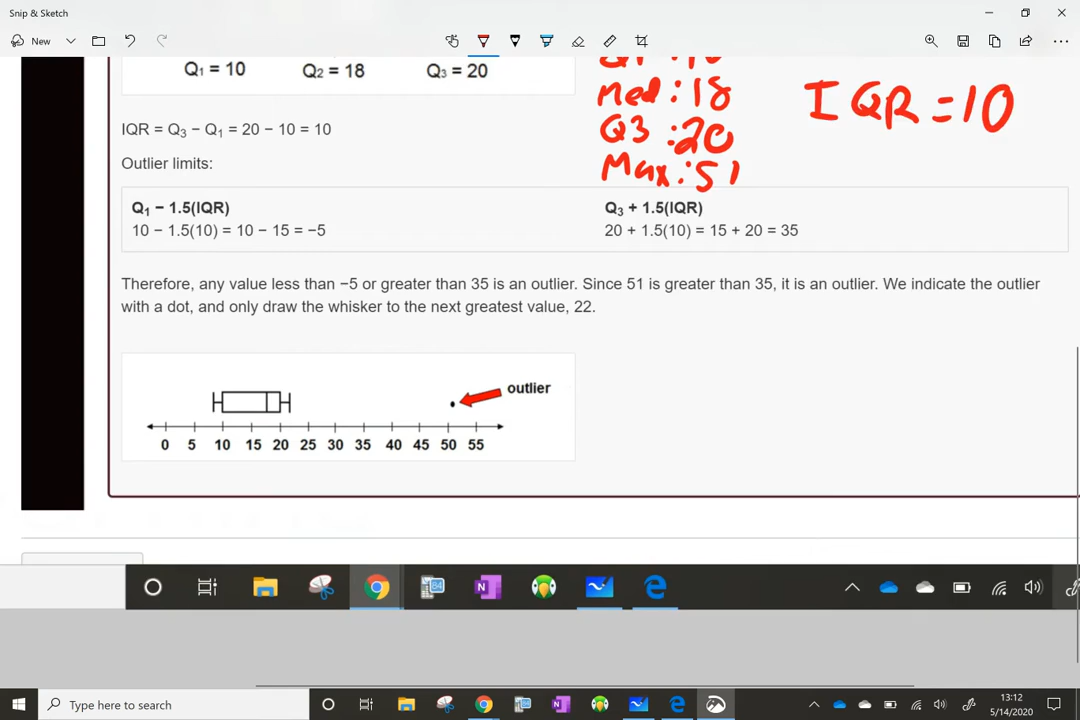 Snip & Sketch
New
Q1 = 10 Q2 = 18 Q3 = 20
Med: 18
Q3 :20
Max: 51
IQR = 10
IQR = Q3 − Q1 = 20 − 10 = 10
Outlier limits:
Q1 − 1.5(IQR)
10 − 1.5(10) = 10 − 15 = −5
Q3 + 1.5(IQR)
20 + 1.5(10) = 15 + 20 = 35
Therefore, any value less than −5 or greater than 35 is an outlier. Since 51 is greater than 35, it is an outlier. We indicate the outlier
with a dot, and only draw the whisker to the next greatest value, 22.
outlier
0 5 10 15 20 25 30 35 40 45 50 55
Type here to search
13:12
5/14/2020